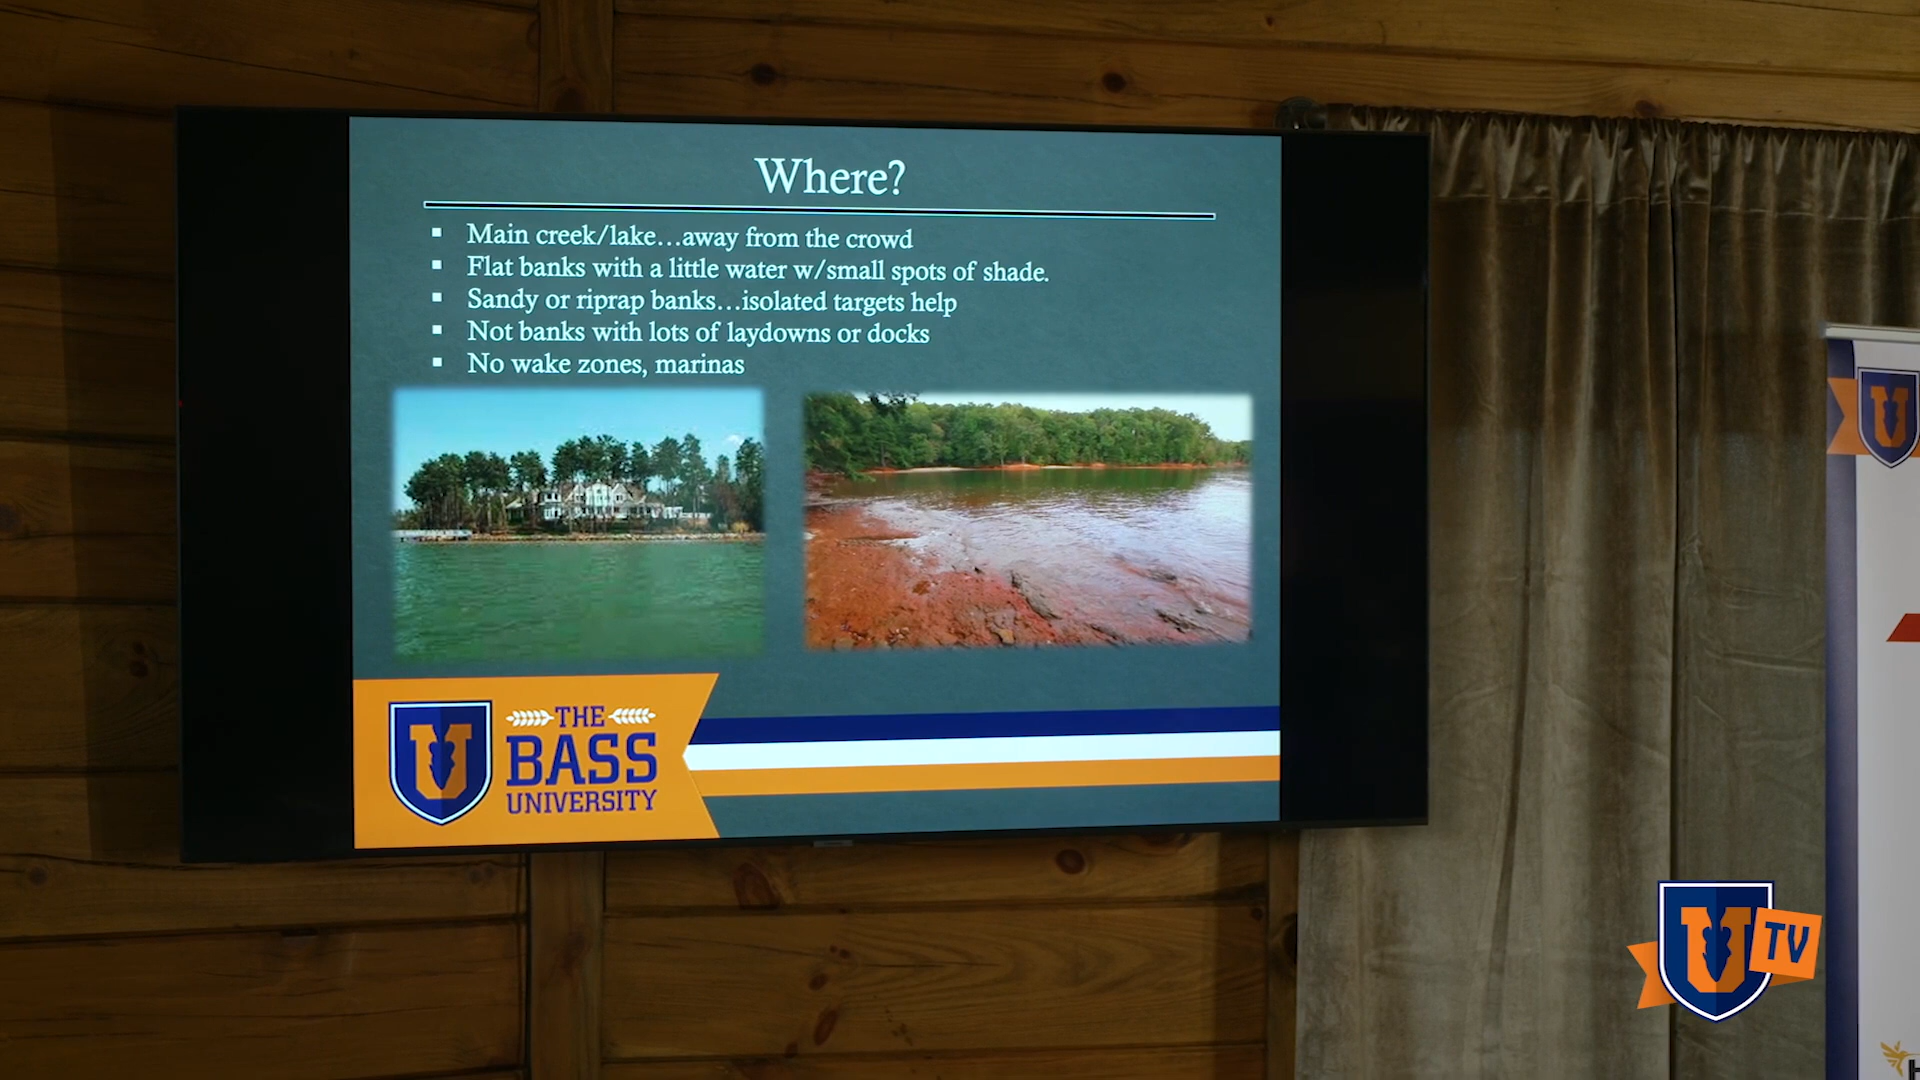 Where?
▪ Main creek/lake…away from the crowd
▪ Flat banks with a little water w/small spots of shade.
▪ Sandy or riprap banks…isolated targets help
▪ Not banks with lots of laydowns or docks
▪ No wake zones, marinas
U
THE
BASS
UNIVERSITY
U
U TV
H